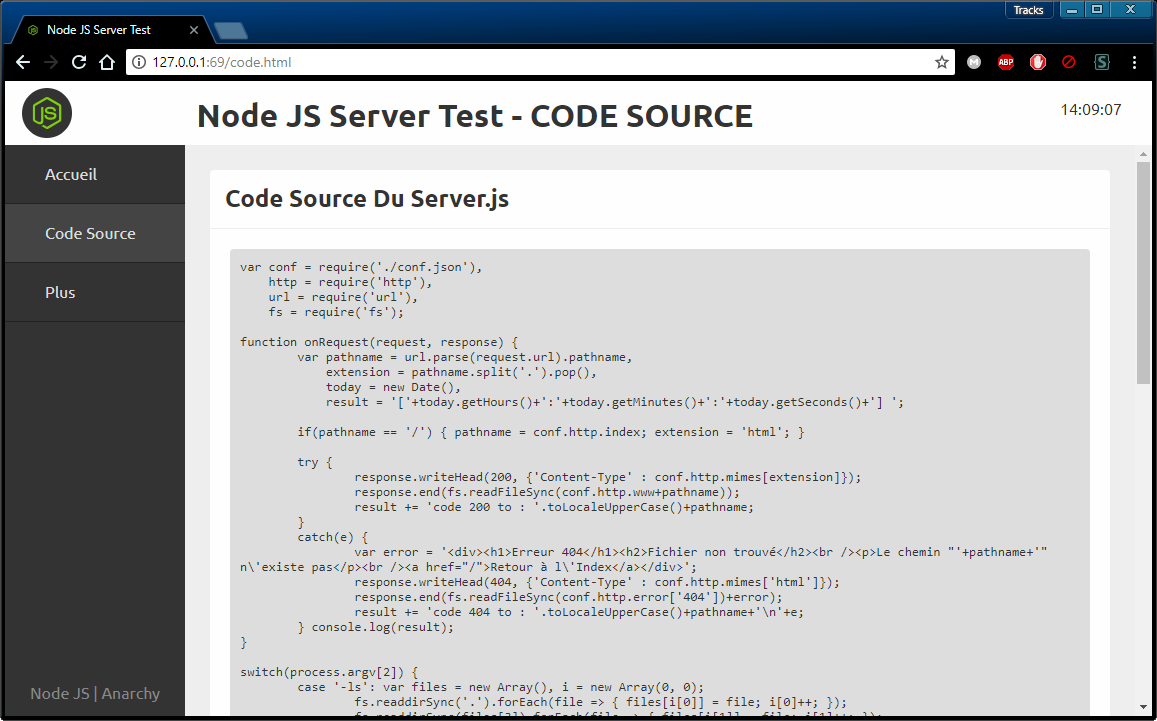 Tracks
Node JS Server Test
127.0.0.1:69/code.html
M ABP S
JS
Node JS Server Test - CODE SOURCE
14:09:07
Accueil
Code Source
Plus
Node JS | Anarchy
Code Source Du Server.js
var conf = require('./conf.json'),
http = require('http'),
url = require('url'),
fs = require('fs');
function onRequest(request, response) {
var pathname = url.parse(request.url).pathname,
extension = pathname.split('.').pop(),
today = new Date(),
result = '['+today.getHours()+':'+today.getMinutes()+':'+today.getSeconds()+'] ';
if(pathname == '/') { pathname = conf.http.index; extension = 'html'; }
try {
response.writeHead(200, {'Content-Type' : conf.http.mimes[extension]});
response.end(fs.readFileSync(conf.http.www+pathname));
result += 'code 200 to : '.toLocaleUpperCase()+pathname;
}
catch(e) {
var error = '<div><h1>Erreur 404</h1><h2>Fichier non trouvé</h2><br /><p>Le chemin "'+pathname+'"
n\'existe pas</p><br /><a href="/">Retour à l\'Index</a></div>';
response.writeHead(404, {'Content-Type' : conf.http.mimes['html']});
response.end(fs.readFileSync(conf.http.error['404'])+error);
result += 'code 404 to : '.toLocaleUpperCase()+pathname+'\n'+e;
} console.log(result);
}
switch(process.argv[2]) {
case '-ls': var files = new Array(), i = new Array(0, 0);
fs.readdirSync('.').forEach(file => { files[i[0]] = file; i[0]++; });